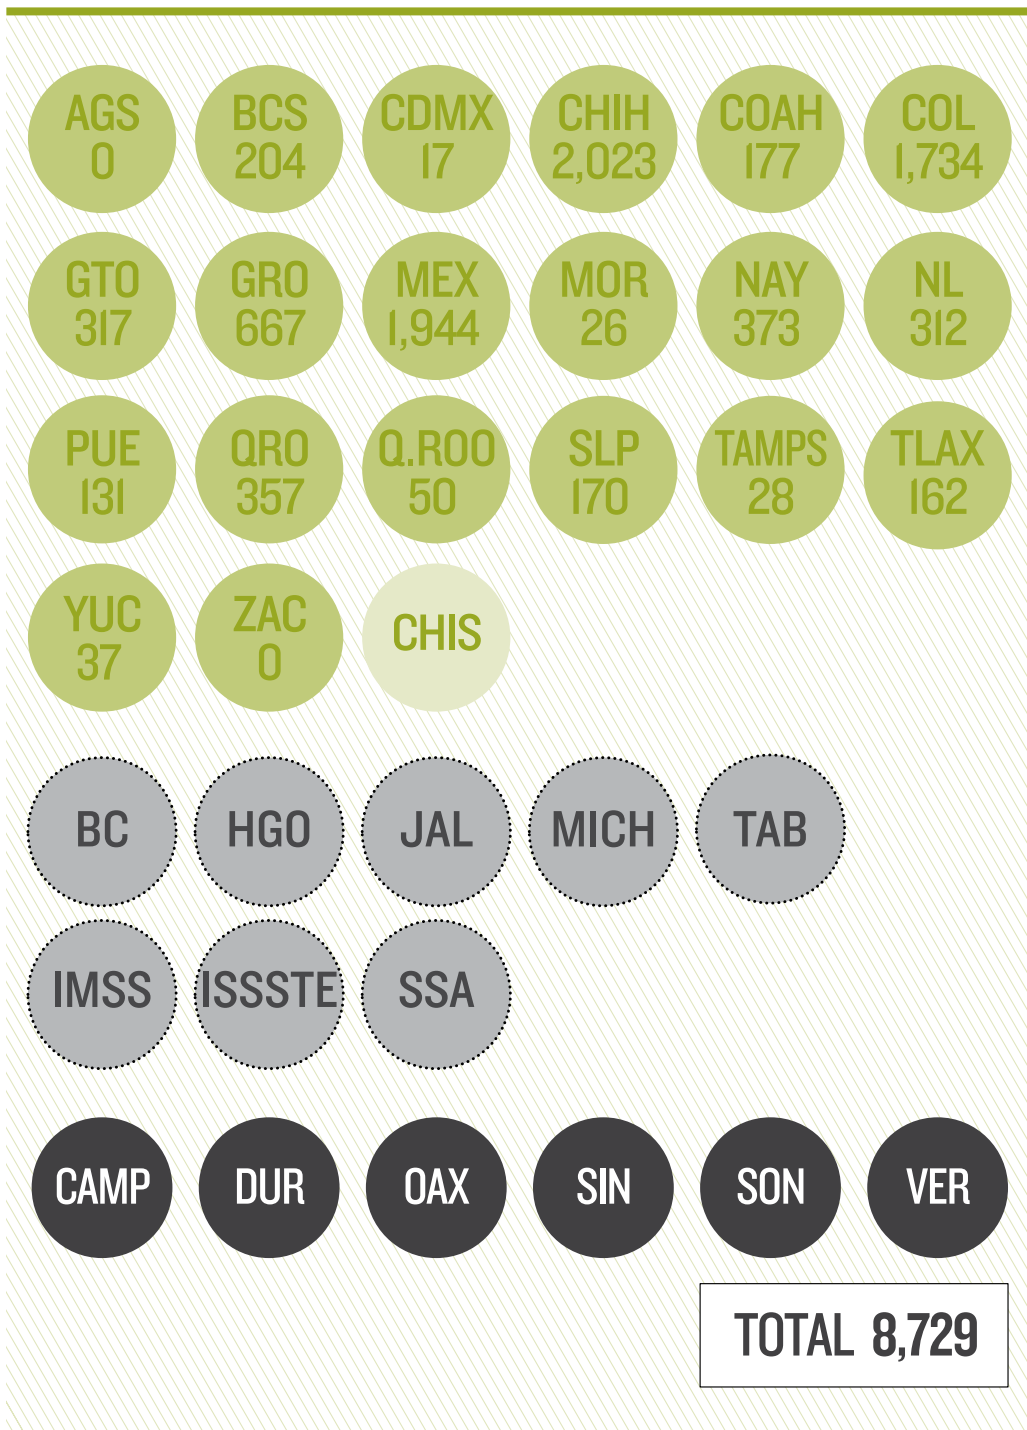 AGS
0
BCS
204
CDMX
17
CHIH
2,023
COAH
177
COL
1,734
GTO
317
GRO
667
MEX
1,944
MOR
26
NAY
373
NL
312
PUE
131
QRO
357
Q.ROO
50
SLP
170
TAMPS
28
TLAX
162
YUC
37
ZAC
0
CHIS
BC
HGO
JAL
MICH
TAB
IMSS
ISSSTE
SSA
CAMP
DUR
OAX
SIN
SON
VER
TOTAL 8,729